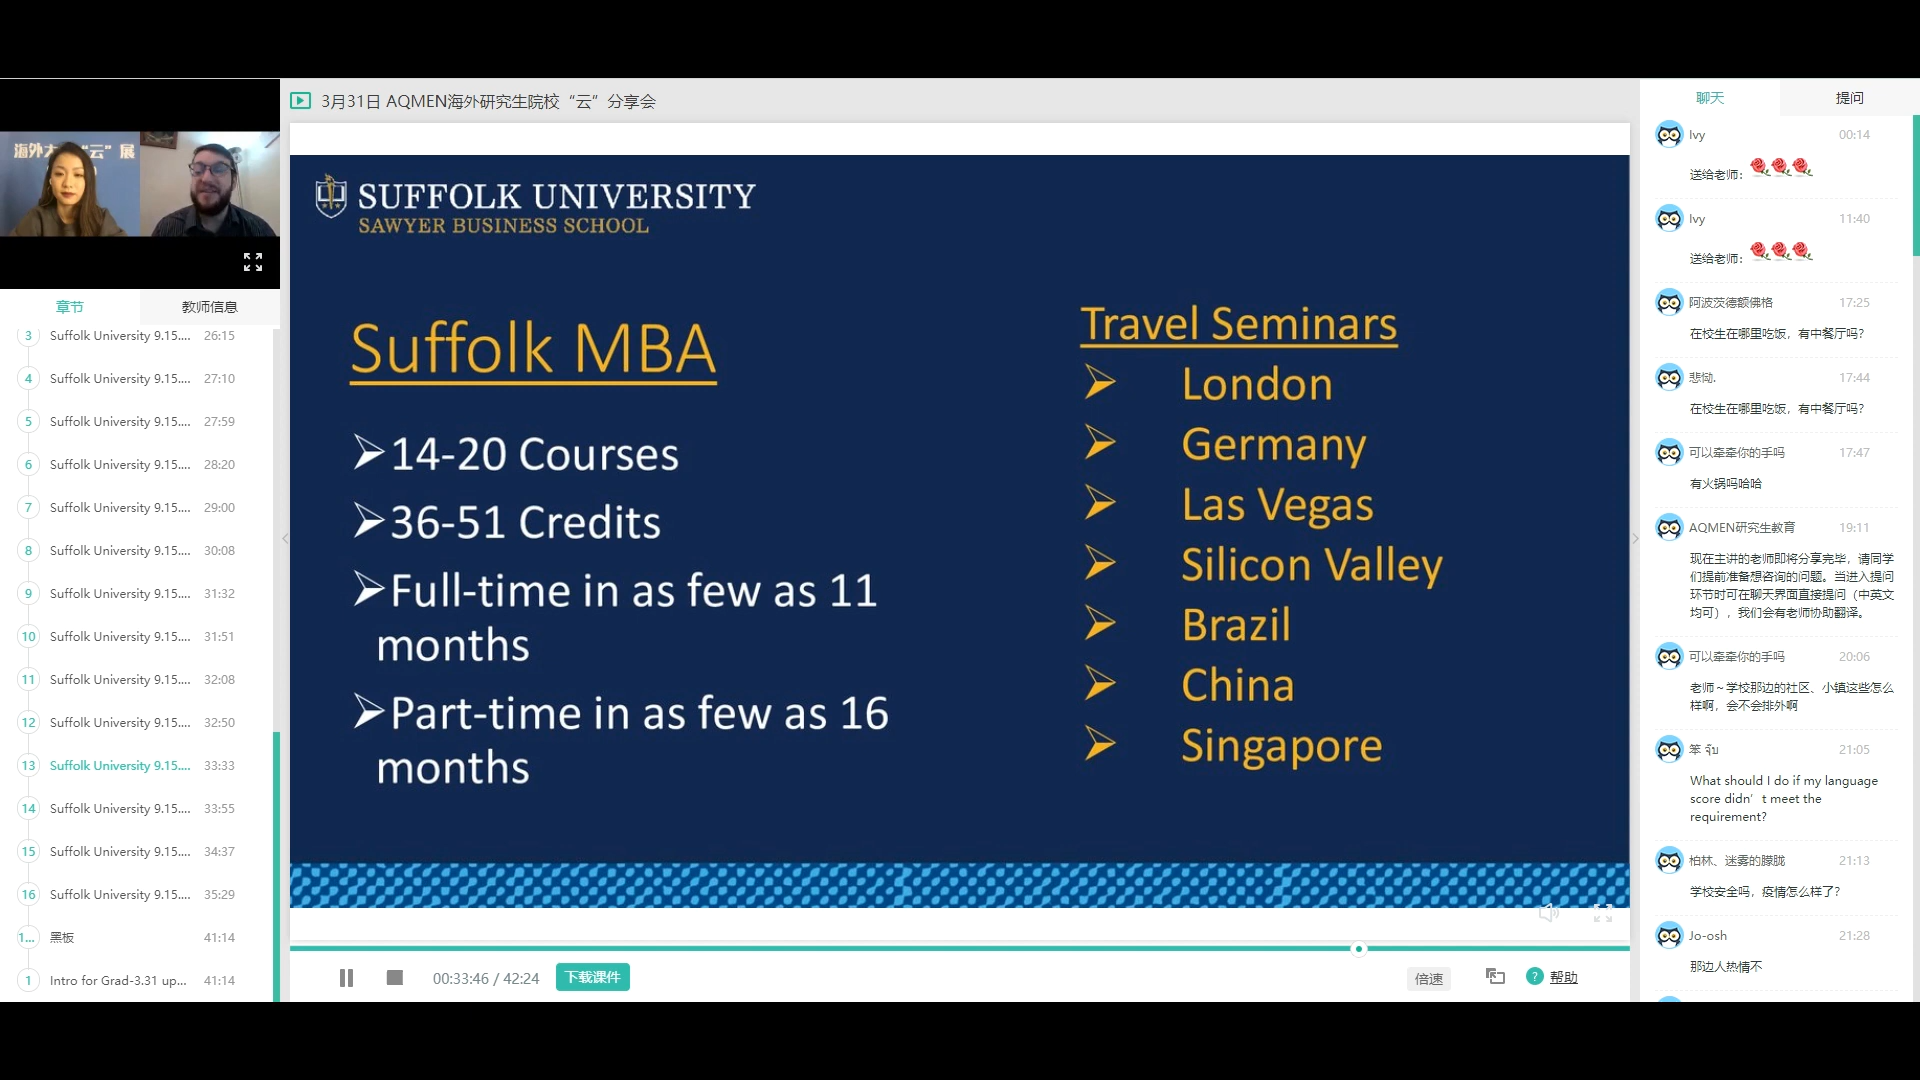 海外大 "云" 展
章节
教师信息
3 Suffolk University 9.15.... 26:15
4 Suffolk University 9.15.... 27:10
5 Suffolk University 9.15.... 27:59
6 Suffolk University 9.15.... 28:20
7 Suffolk University 9.15.... 29:00
8 Suffolk University 9.15.... 30:08
9 Suffolk University 9.15.... 31:32
10 Suffolk University 9.15.... 31:51
11 Suffolk University 9.15.... 32:08
12 Suffolk University 9.15.... 32:50
13 Suffolk University 9.15.... 33:33
14 Suffolk University 9.15.... 33:55
15 Suffolk University 9.15.... 34:37
16 Suffolk University 9.15.... 35:29
1... 黑板 41:14
1 Intro for Grad-3.31 up... 41:14
3月31日 AQMEN海外研究生院校“云”分享会
SUFFOLK UNIVERSITY
SAWYER BUSINESS SCHOOL
Suffolk MBA
➢14-20 Courses
➢36-51 Credits
➢Full-time in as few as 11
months
➢Part-time in as few as 16
months
Travel Seminars
➢ London
➢ Germany
➢ Las Vegas
➢ Silicon Valley
➢ Brazil
➢ China
➢ Singapore
00:33:46 / 42:24
下载课件
倍速
? 帮助
聊天
提问
Ivy 00:14
送给老师:
Ivy 11:40
送给老师:
阿波茨德额佛格 17:25
在校生在哪里吃饭，有中餐厅吗？
悲恸. 17:44
在校生在哪里吃饭，有中餐厅吗？
可以牵牵你的手吗 17:47
有火锅吗哈哈
AQMEN研究生教育 19:11
现在主讲的老师即将分享完毕，请同学
们提前准备想咨询的问题。当进入提问
环节时可在聊天界面直接提问（中英文
均可），我们会有老师协助翻译。
可以牵牵你的手吗 20:06
老师～学校那边的社区、小镇这些怎么
样啊，会不会排外啊
笨 21:05
What should I do if my language
score didn’t meet the
requirement?
柏林、迷雾的朦胧 21:13
学校安全吗，疫情怎么样了？
Jo-osh 21:28
那边人热情不